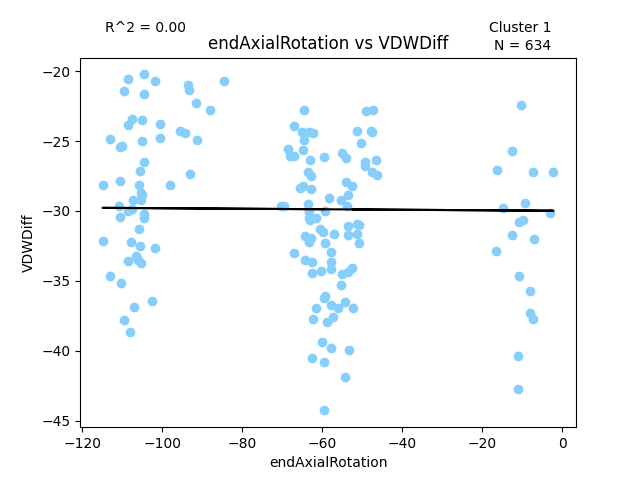 R^2 = 0.00
Cluster 1
N = 634
endAxialRotation vs VDWDiff
VDWDiff
−20
−25
−30
−35
−40
−45
−120
−100
−80
−60
−40
−20
0
endAxialRotation